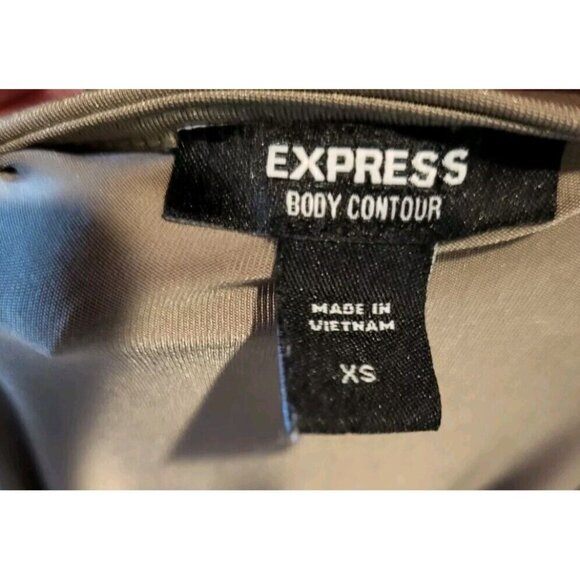 EXPRESS
BODY CONTOUR
MADE IN
VIETNAM
XS